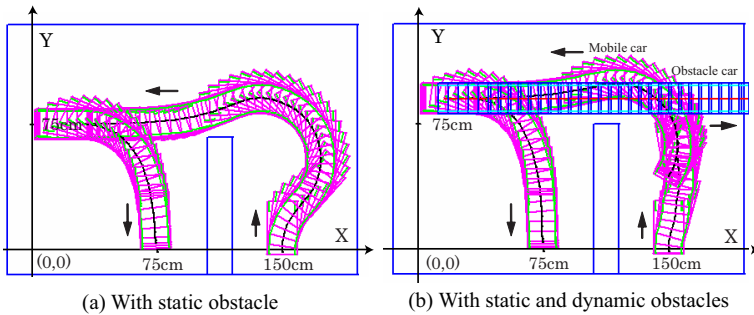 Y
75cm
(0,0)
75cm
150cm
X
(a) With static obstacle
Y
Mobile car
Obstacle car
75cm
(0,0)
75cm
150cm
X
(b) With static and dynamic obstacles